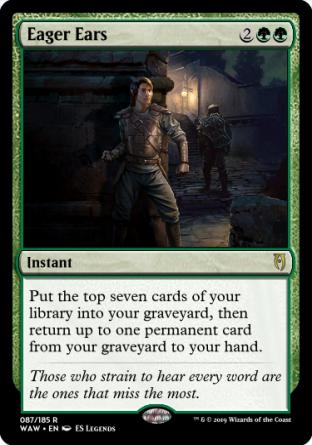 Eager Ears 2
Instant
Put the top seven cards of your
library into your graveyard, then
return up to one permanent card
from your graveyard to your hand.
Those who strain to hear every word are
the ones that miss the most.
087/185 R
™ & © 2019 Wizards of the Coast
WAW • EN ES Legends